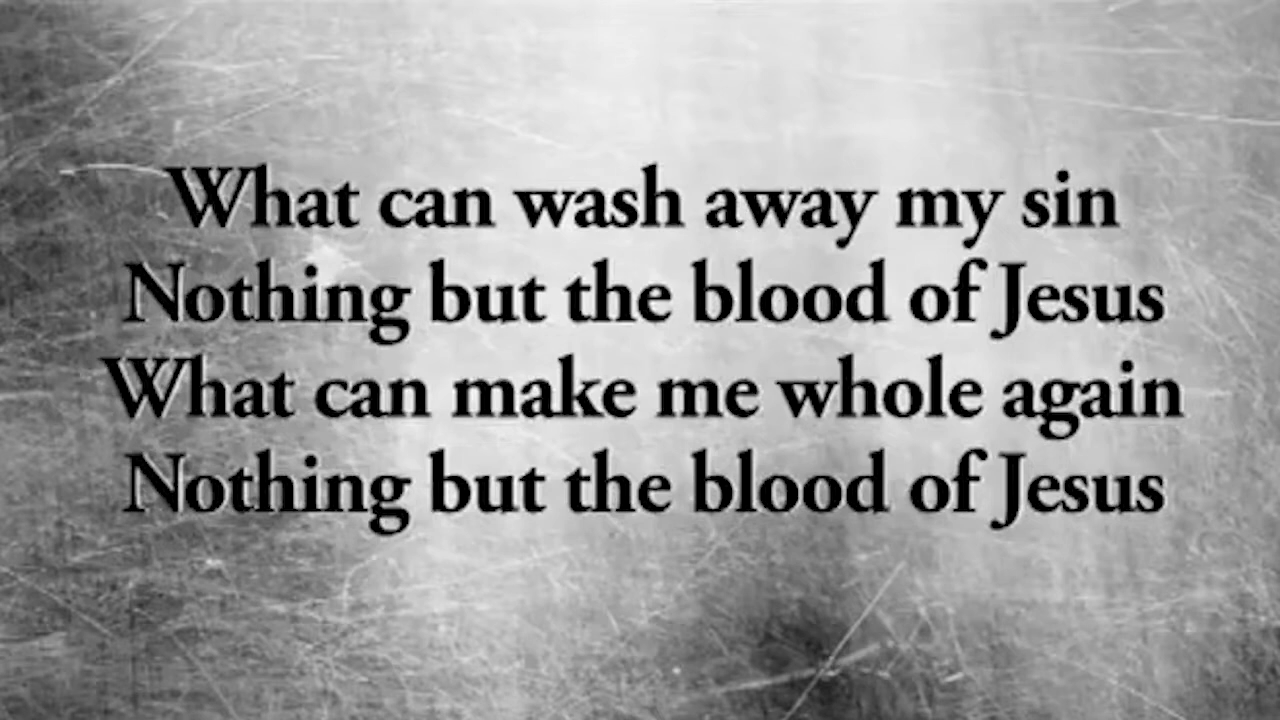 What can wash away my sin
Nothing but the blood of Jesus
What can make me whole again
Nothing but the blood of Jesus